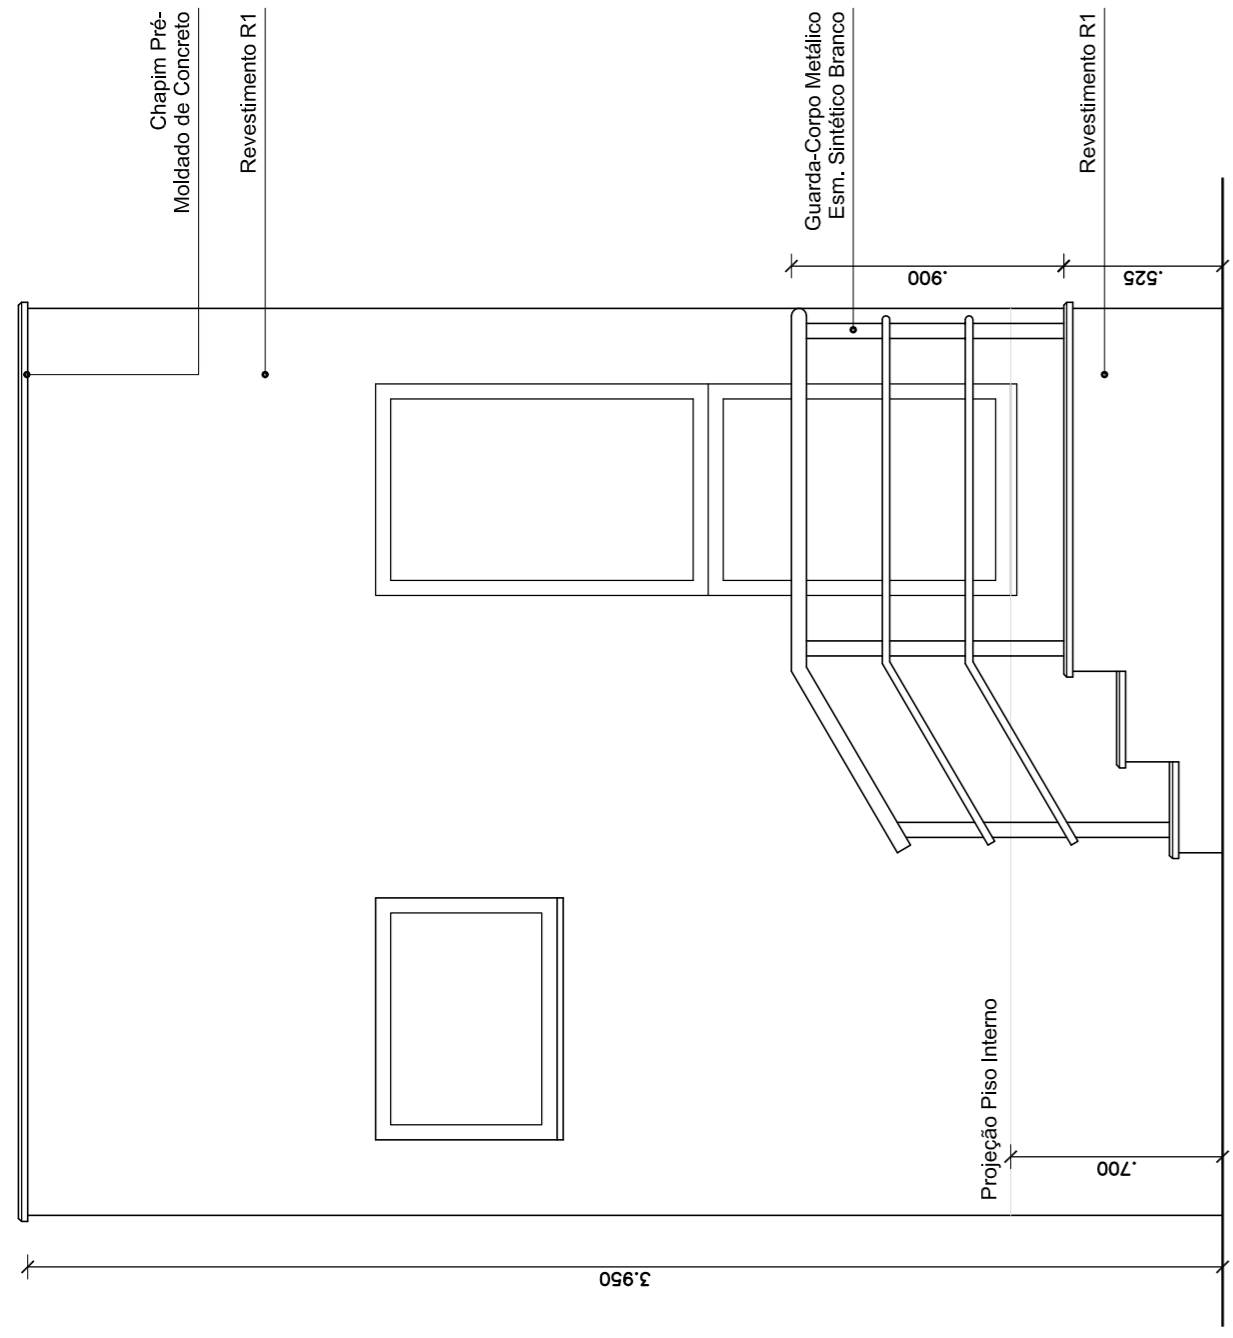 Chapim Pré-
Moldado de Concreto
Revestimento R1
Guarda-Corpo Metálico
Esm. Sintético Branco
Revestimento R1
.900
.525
Projeção Piso Interno
.700
3.950